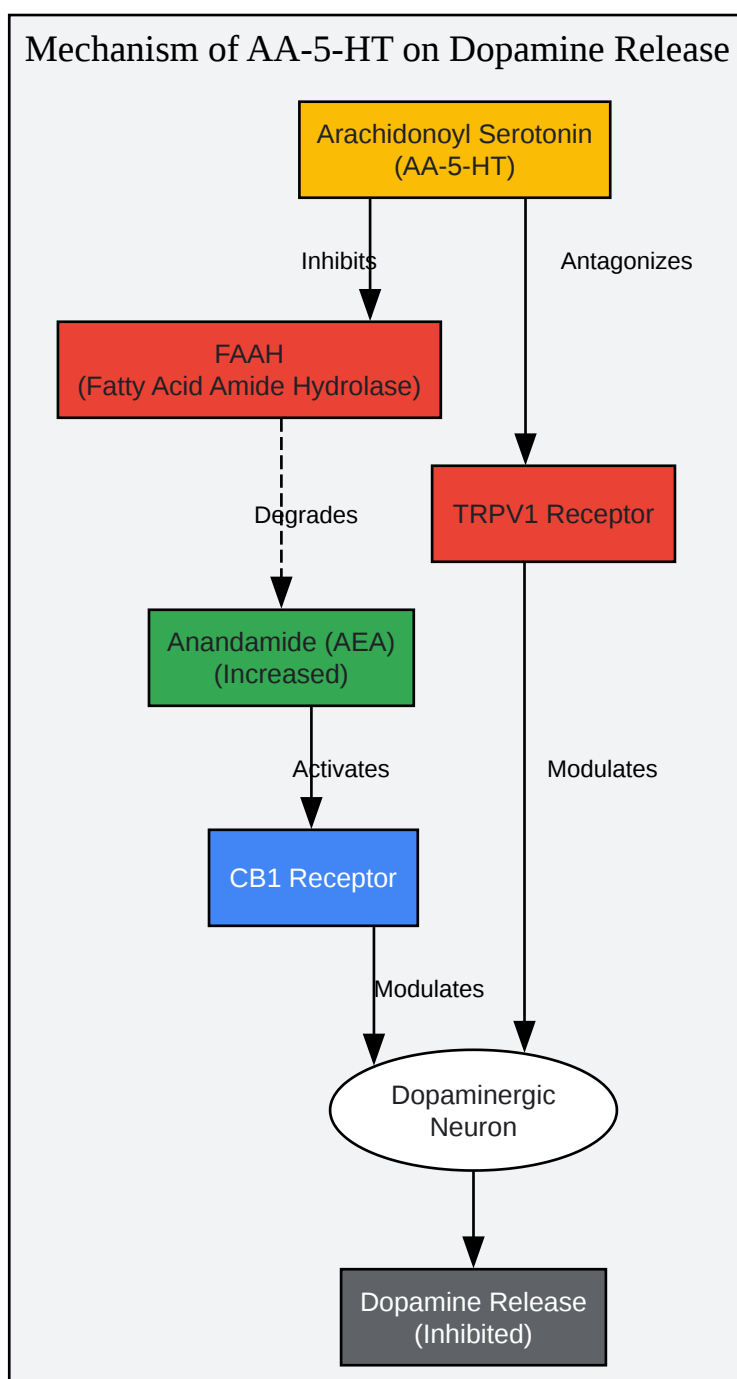 Mechanism of AA-5-HT on Dopamine Release
Arachidonoyl Serotonin
(AA-5-HT)
Inhibits
Antagonizes
FAAH
(Fatty Acid Amide Hydrolase)
TRPV1 Receptor
Degrades
Anandamide (AEA)
(Increased)
Activates
Modulates
CB1 Receptor
Modulates
Dopaminergic
Neuron
Dopamine Release
(Inhibited)